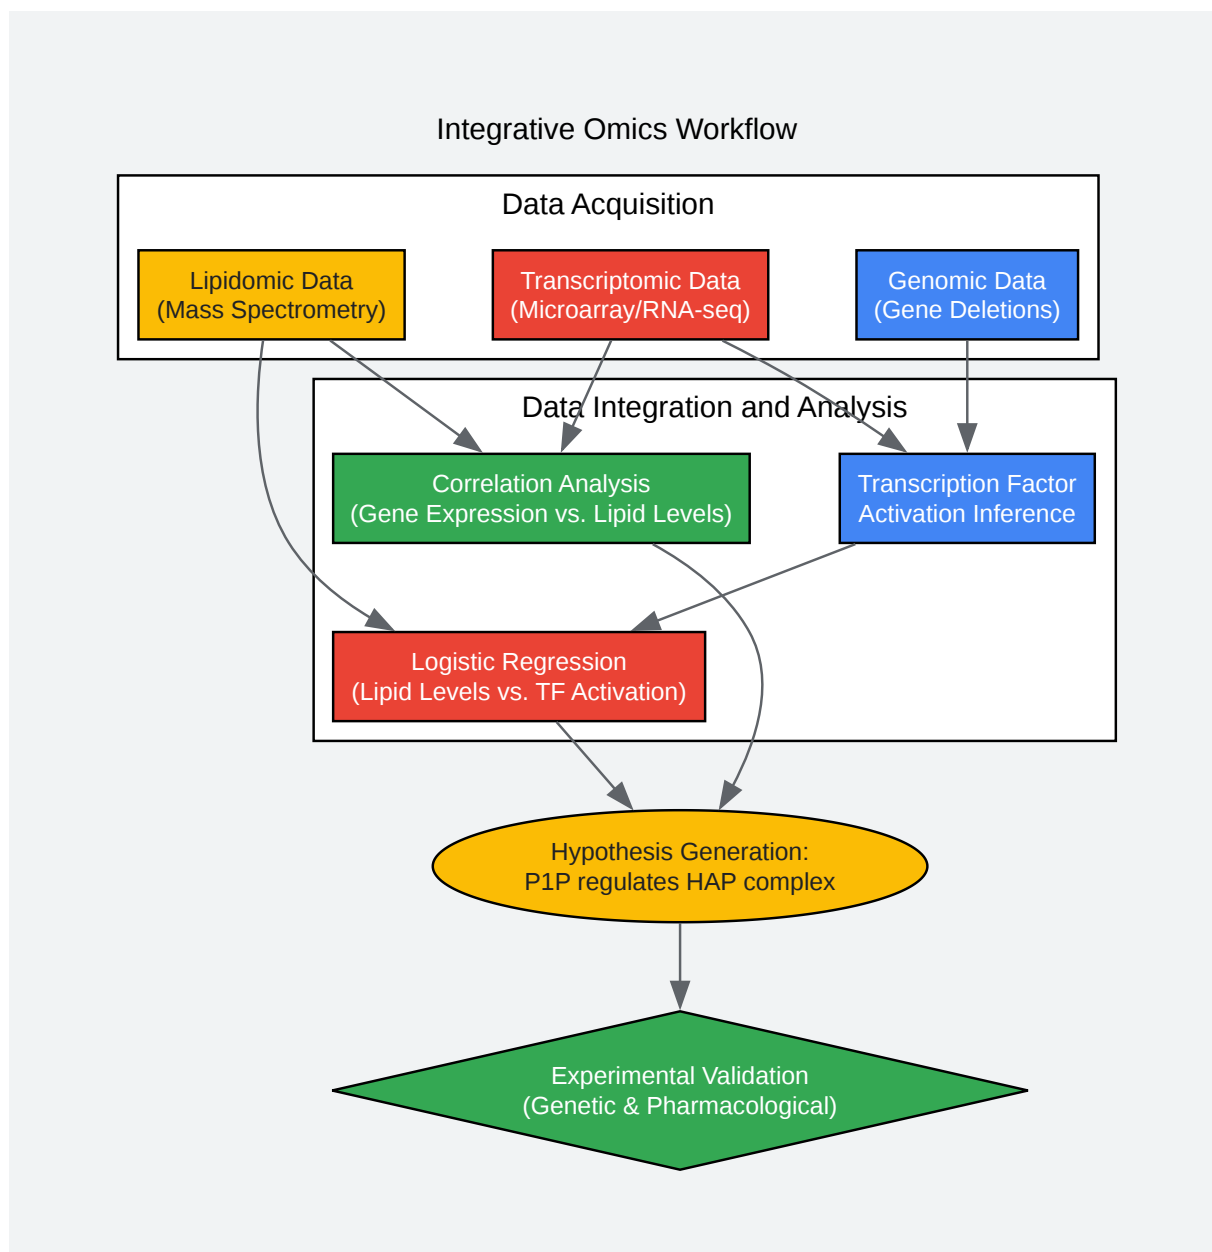 Integrative Omics Workflow
Data Acquisition
Lipidomic Data
(Mass Spectrometry)
Transcriptomic Data
(Microarray/RNA-seq)
Genomic Data
(Gene Deletions)
Data Integration and Analysis
Correlation Analysis
(Gene Expression vs. Lipid Levels)
Transcription Factor
Activation Inference
Logistic Regression
(Lipid Levels vs. TF Activation)
Hypothesis Generation:
P1P regulates HAP complex
Experimental Validation
(Genetic & Pharmacological)